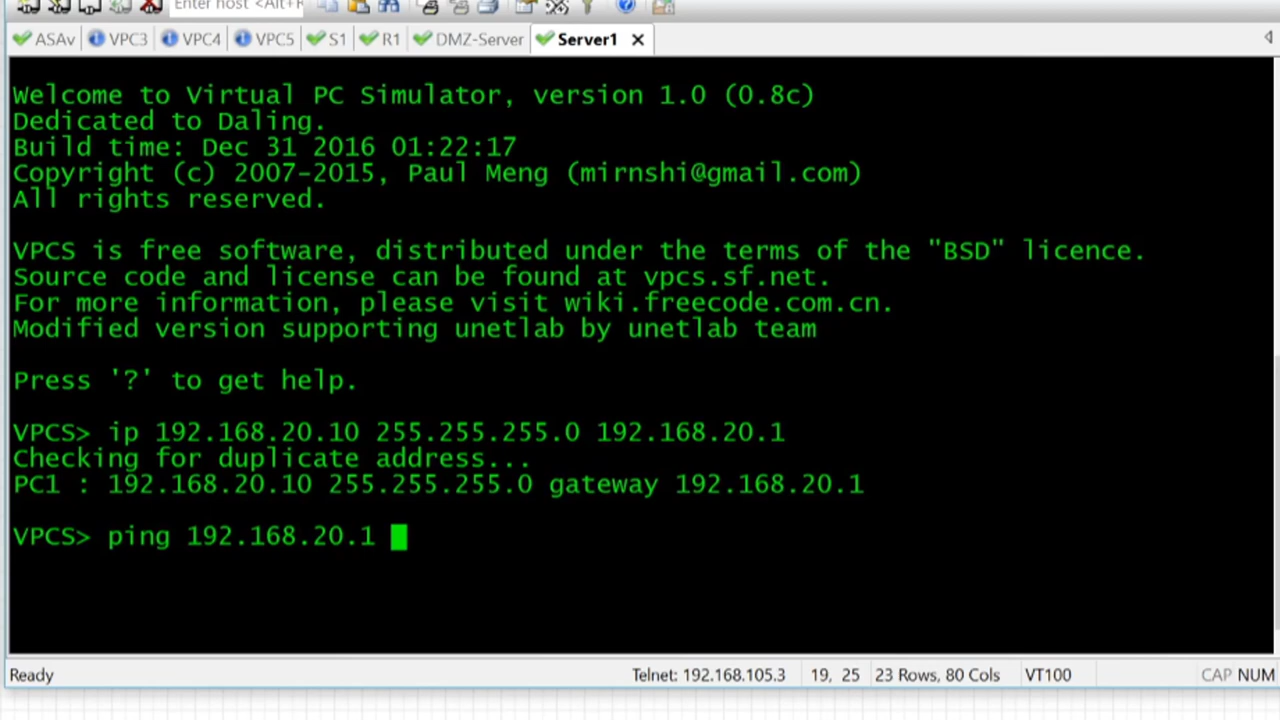 Enter host <Alt+R
ASAv VPC3 VPC4 VPC5 S1 R1 DMZ-Server Server1
Welcome to Virtual PC Simulator, version 1.0 (0.8c)
Dedicated to Daling.
Build time: Dec 31 2016 01:22:17
Copyright (c) 2007-2015, Paul Meng (mirnshi@gmail.com)
All rights reserved.
VPCS is free software, distributed under the terms of the "BSD" licence.
Source code and license can be found at vpcs.sf.net.
For more information, please visit wiki.freecode.com.cn.
Modified version supporting unetlab by unetlab team
Press '?' to get help.
VPCS> ip 192.168.20.10 255.255.255.0 192.168.20.1
Checking for duplicate address...
PC1 : 192.168.20.10 255.255.255.0 gateway 192.168.20.1
VPCS> ping 192.168.20.1
Ready Telnet: 192.168.105.3 19, 25 23 Rows, 80 Cols VT100 CAP NUM